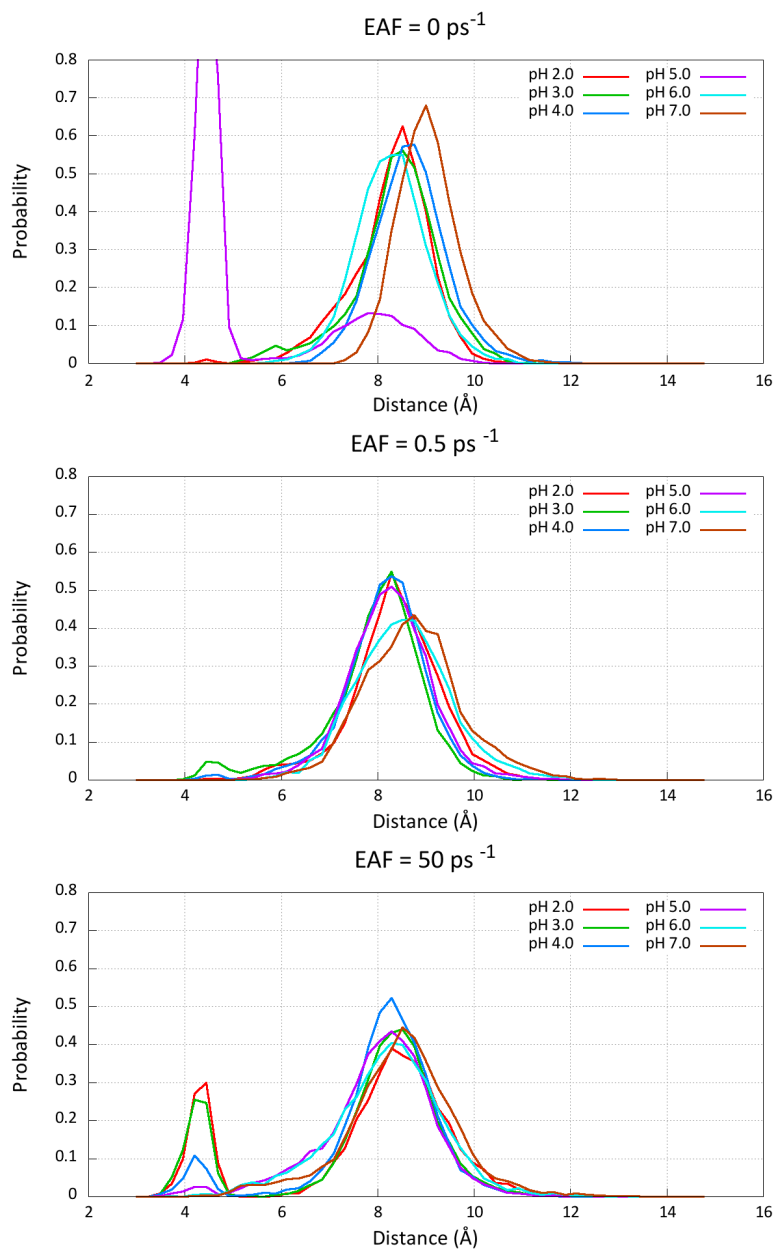 EAF = 0 ps-1
0.8
pH 2.0 pH 5.0
0.7
pH 3.0 pH 6.0
pH 4.0 pH 7.0
0.6
0.5
Probability
0.4
0.3
0.2
0.1
0
2 4 6 8 10 12 14 16
Distance (Å)
EAF = 0.5 ps -1
0.8
pH 2.0 pH 5.0
0.7
pH 3.0 pH 6.0
pH 4.0 pH 7.0
0.6
0.5
Probability
0.4
0.3
0.2
0.1
0
2 4 6 8 10 12 14 16
Distance (Å)
EAF = 50 ps -1
0.8
pH 2.0 pH 5.0
0.7
pH 3.0 pH 6.0
pH 4.0 pH 7.0
0.6
0.5
Probability
0.4
0.3
0.2
0.1
0
2 4 6 8 10 12 14 16
Distance (Å)